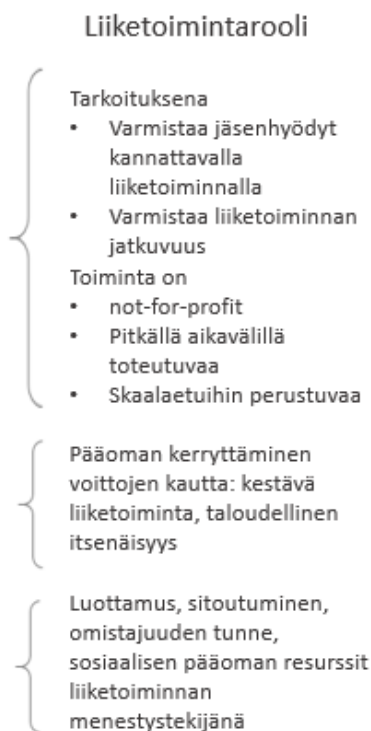 Liiketoimintarooli
Tarkoituksena
• Varmistaa jäsenhyödyt
kannattavalla
liiketoiminnalla
• Varmistaa liiketoiminnan
jatkuvuus
Toiminta on
• not-for-profit
• Pitkällä aikavälillä
toteutuvaa
• Skaalaetuihin perustuvaa
Pääoman kerryttäminen
voittojen kautta: kestävä
liiketoiminta, taloudellinen
itsenäisyys
Luottamus, sitoutuminen,
omistajuuden tunne,
sosiaalisen pääoman resurssit
liiketoiminnan
menestystekijänä